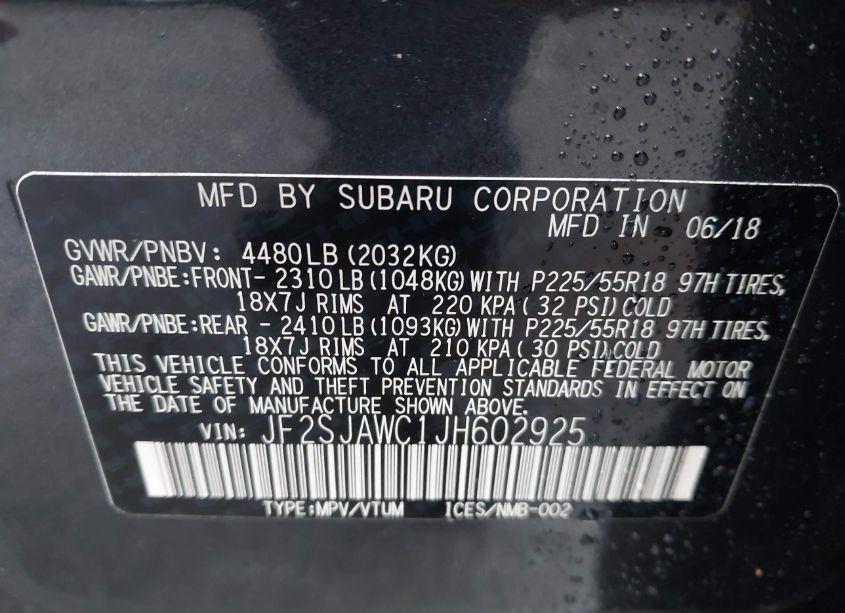 MFD BY SUBARU CORPORATION
MFD IN 06/18
GVWR/PNBV: 4480LB(2032KG)
GAWR/PNBE:FRONT- 2310LB(1048KG)WITH P225/55R18 97H TIRES,
18X7J RIMS AT 220 KPA(32 PSI)COLD
GAWR/PNBE:REAR - 2410LB(1093KG)WITH P225/55R18 97H TIRES,
18X7J RIMS AT 210 KPA(30 PSI)COLD
THIS VEHICLE CONFORMS TO ALL APPLICABLE FEDERAL MOTOR
VEHICLE SAFETY AND THEFT PREVENTION STANDARDS IN EFFECT ON
THE DATE OF MANUFACTURE SHOWN ABOVE.
VIN: JF2SJAWC1JH602925
TYPE:MPV/VTUM ICES/NMB-002